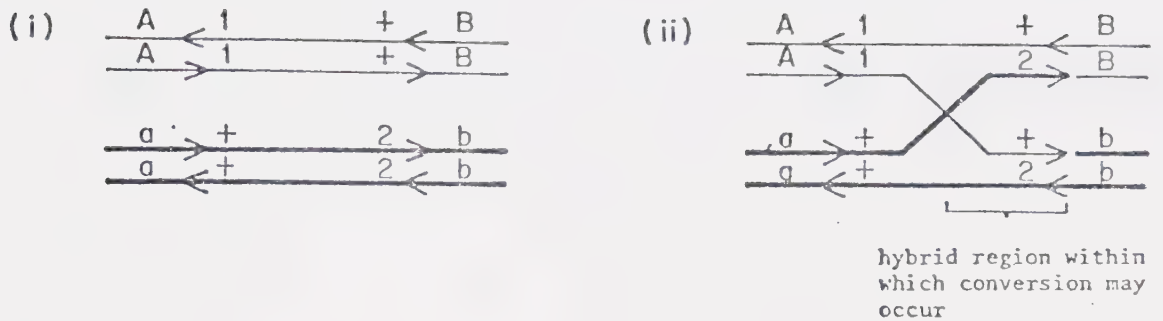 (i)
A 1 + B
A 1 + B
a + 2 b
a + 2 b
(ii)
A 1 + B
A 1 2 B
a + + b
a + 2 b
hybrid region within
which conversion may
occur